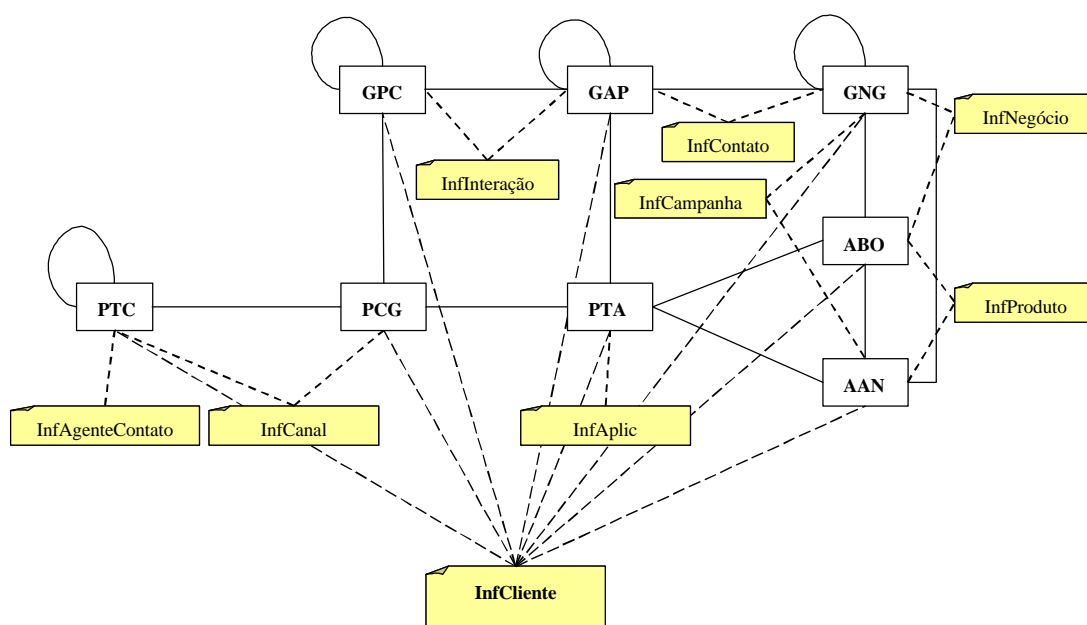 GPC
GAP
GNG
InfNegócio
InfContato
InfInteração
InfCampanha
ABO
PTC
PCG
PTA
InfProduto
AAN
InfAgenteContato
InfCanal
InfAplic
InfCliente